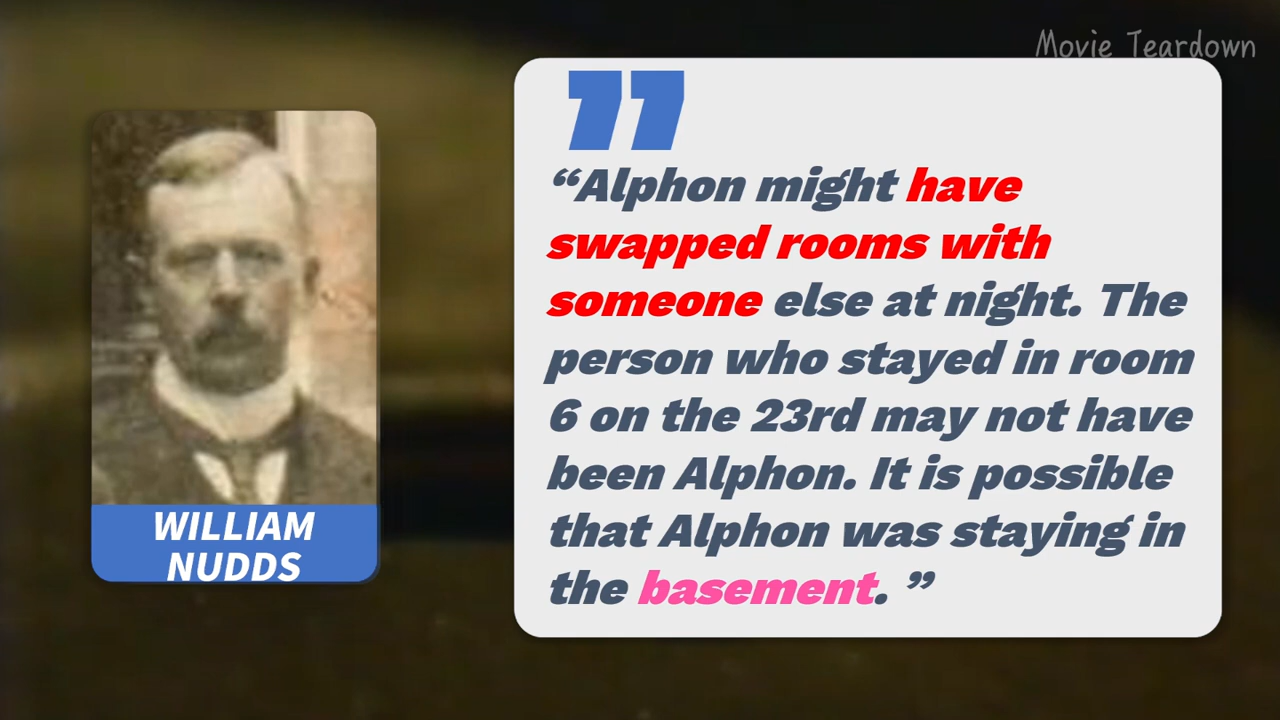 Movie Teardown
“Alphon might have
swapped rooms with
someone else at night. The
person who stayed in room
6 on the 23rd may not have
been Alphon. It is possible
that Alphon was staying in
the basement. ”
WILLIAM
NUDDS